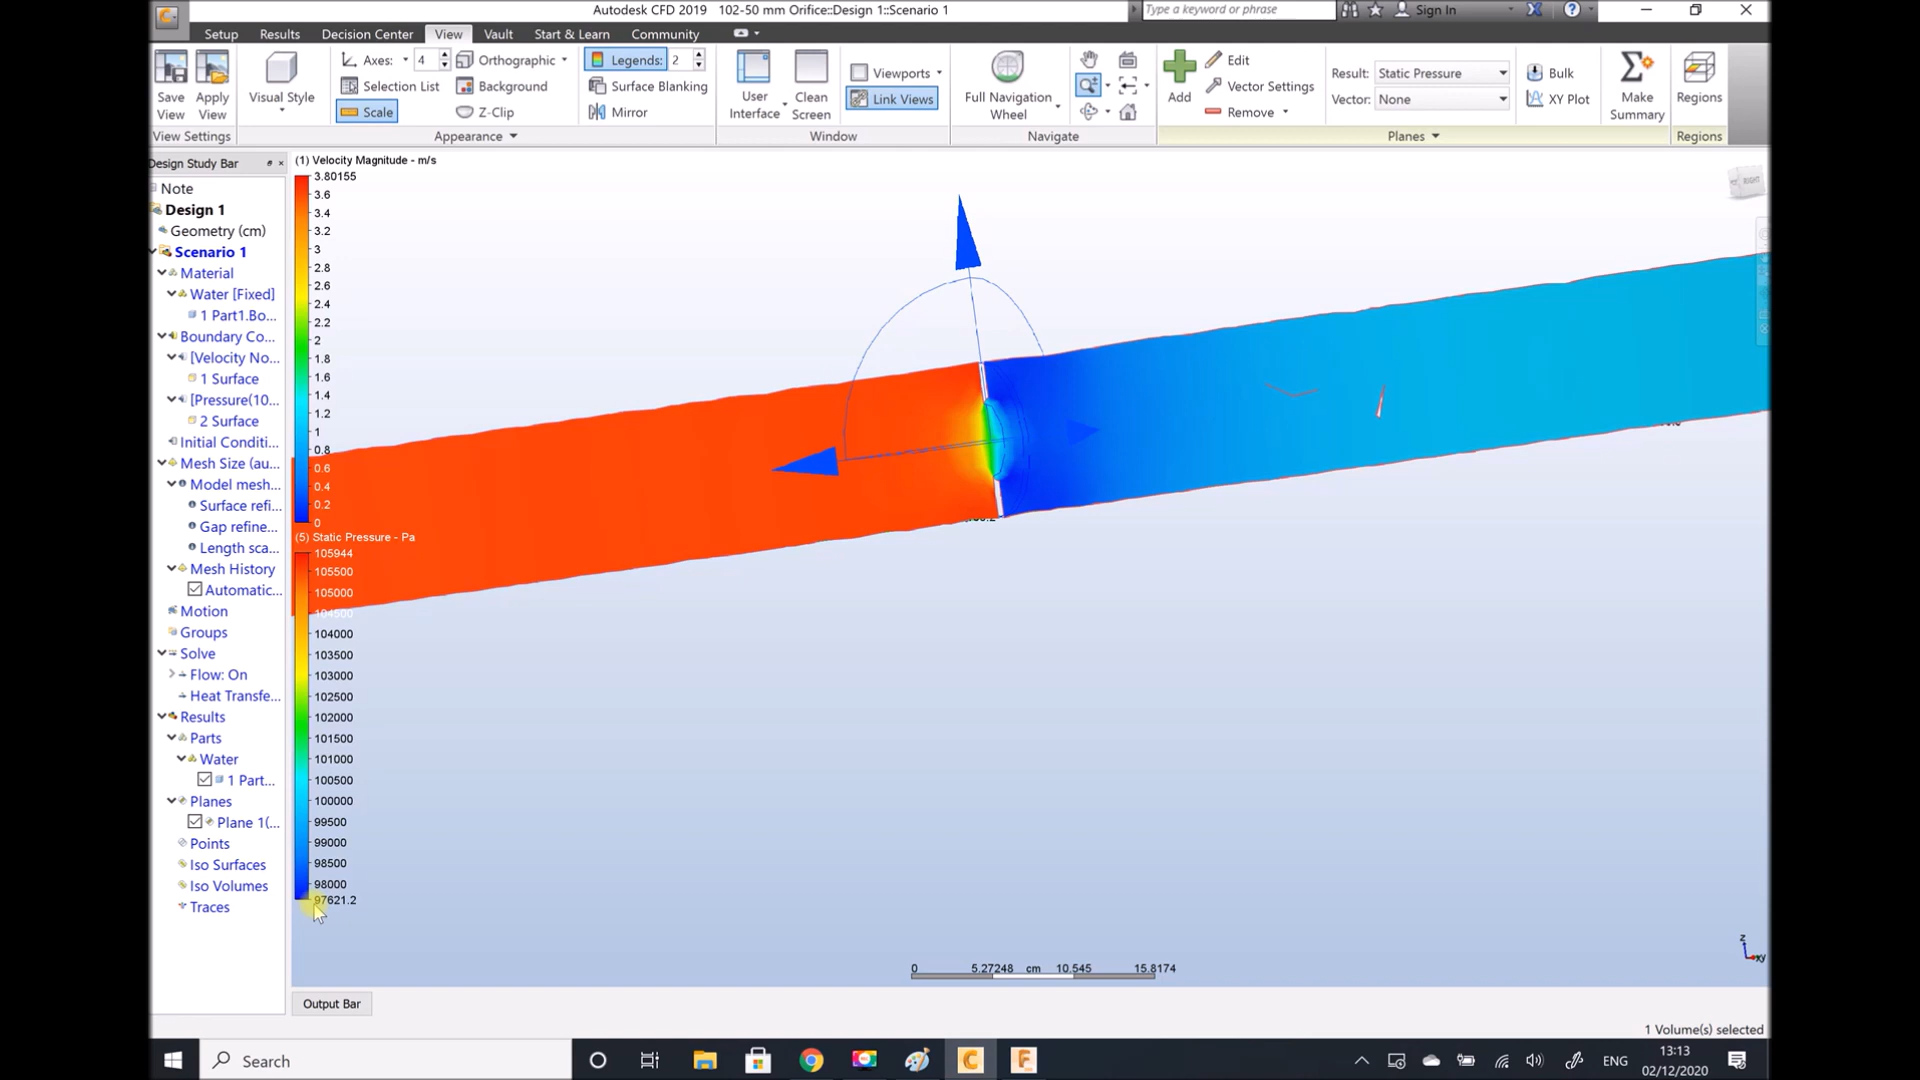 Autodesk CFD 2019 102-50 mm Orifice::Design 1::Scenario 1
Type a keyword or phrase
Sign In
Setup Results Decision Center View Vault Start & Learn Community
Save View
Apply View
View Settings
Visual Style
Axes: 4
Selection List
Scale
Orthographic
Background
Z-Clip
Legends: 2
Surface Blanking
Mirror
Appearance
User Interface
Clean Screen
Viewports
Link Views
Window
Full Navigation Wheel
Navigate
Add
Edit
Vector Settings
Remove
Result: Static Pressure
Vector: None
Bulk
XY Plot
Planes
Make Summary
Regions
Regions
Design Study Bar
Note
Design 1
Geometry (cm)
Scenario 1
Material
Water [Fixed]
1 Part1.Bo...
Boundary Co...
[Velocity No...
1 Surface
[Pressure(10...
2 Surface
Initial Conditi...
Mesh Size (au...
Model mesh...
Surface refi...
Gap refine...
Length sca...
Mesh History
Automatic...
Motion
Groups
Solve
Flow: On
Heat Transfe...
Results
Parts
Water
1 Part...
Planes
Plane 1(...
Points
Iso Surfaces
Iso Volumes
Traces
(1) Velocity Magnitude - m/s
3.80155
3.6
3.4
3.2
3
2.8
2.6
2.4
2.2
2
1.8
1.6
1.4
1.2
1
0.8
0.6
0.4
0.2
0
(5) Static Pressure - Pa
105944
105500
105000
104500
104000
103500
103000
102500
102000
101500
101000
100500
100000
99500
99000
98500
98000
97621.2
RIGHT
0 5.27248 cm 10.545 15.8174
Z
Output Bar
1 Volume(s) selected
Search
ENG
13:13
02/12/2020